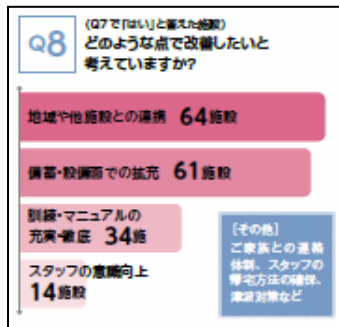 Q8
(Q7で「はい」と答えた施設)
どのような点で改善したいと
考えていますか?
地域や他施設との連携 64施設
備蓄・設備面での拡充 61施設
訓練・マニュアルの
充実・徹底 34施
スタッフの意識向上
14施設
[その他]
ご家族との連絡
体制、スタッフの
帰宅方法の確保、
津波対策など